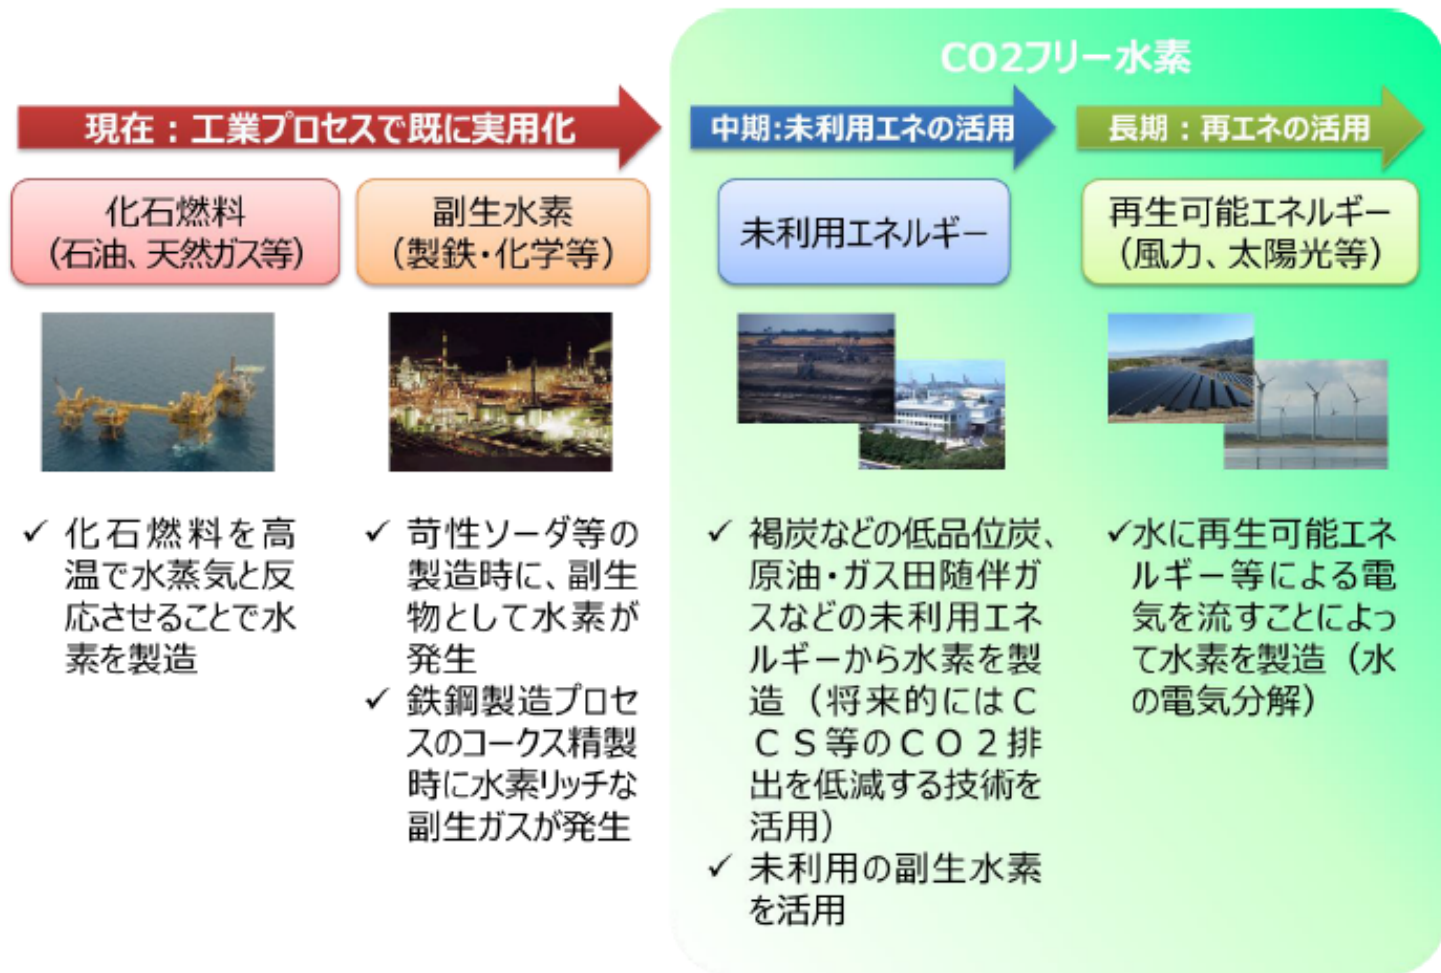 CO2フリー水素
現在：工業プロセスで既に実用化
中期:未利用エネの活用
長期：再エネの活用
化石燃料
（石油、天然ガス等）
副生水素
（製鉄・化学等）
未利用エネルギー
再生可能エネルギー
（風力、太陽光等）
✓ 化石燃料を高
温で水蒸気と反
応させることで水
素を製造
✓ 苛性ソーダ等の
製造時に、副生
物として水素が
発生
✓ 鉄鋼製造プロセ
スのコークス精製
時に水素リッチな
副生ガスが発生
✓ 褐炭などの低品位炭、
原油・ガス田随伴ガ
スなどの未利用エネ
ルギーから水素を製
造（将来的にはＣ
ＣＳ等のＣＯ２排
出を低減する技術を
活用）
✓ 未利用の副生水素
を活用
✓水に再生可能エネ
ルギー等による電
気を流すことによっ
て水素を製造（水
の電気分解）